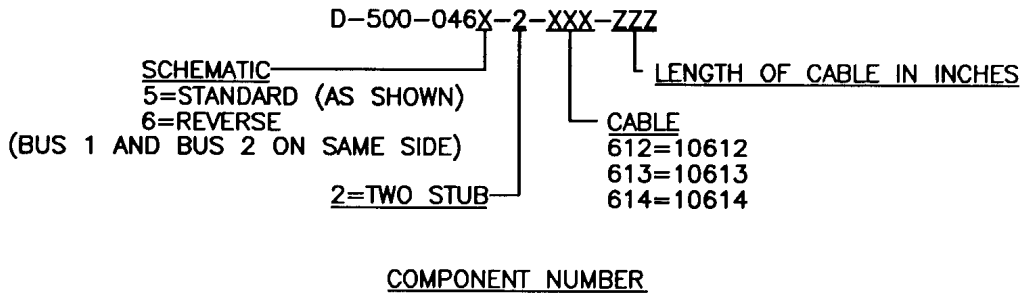 D-500-046X-2-XXX-ZZZ
SCHEMATIC
5=STANDARD (AS SHOWN)
6=REVERSE
(BUS 1 AND BUS 2 ON SAME SIDE)
2=TWO STUB
LENGTH OF CABLE IN INCHES
CABLE
612=10612
613=10613
614=10614
COMPONENT NUMBER